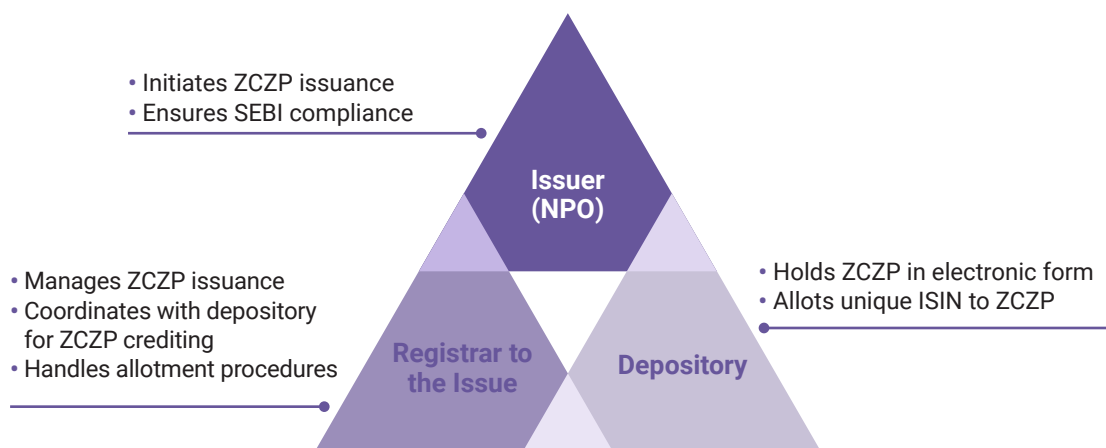 • Initiates ZCZP issuance
• Ensures SEBI compliance
Issuer
(NPO)
• Manages ZCZP issuance
• Coordinates with depository
for ZCZP crediting
• Handles allotment procedures
• Holds ZCZP in electronic form
• Allots unique ISIN to ZCZP
Registrar to
the Issue
Depository